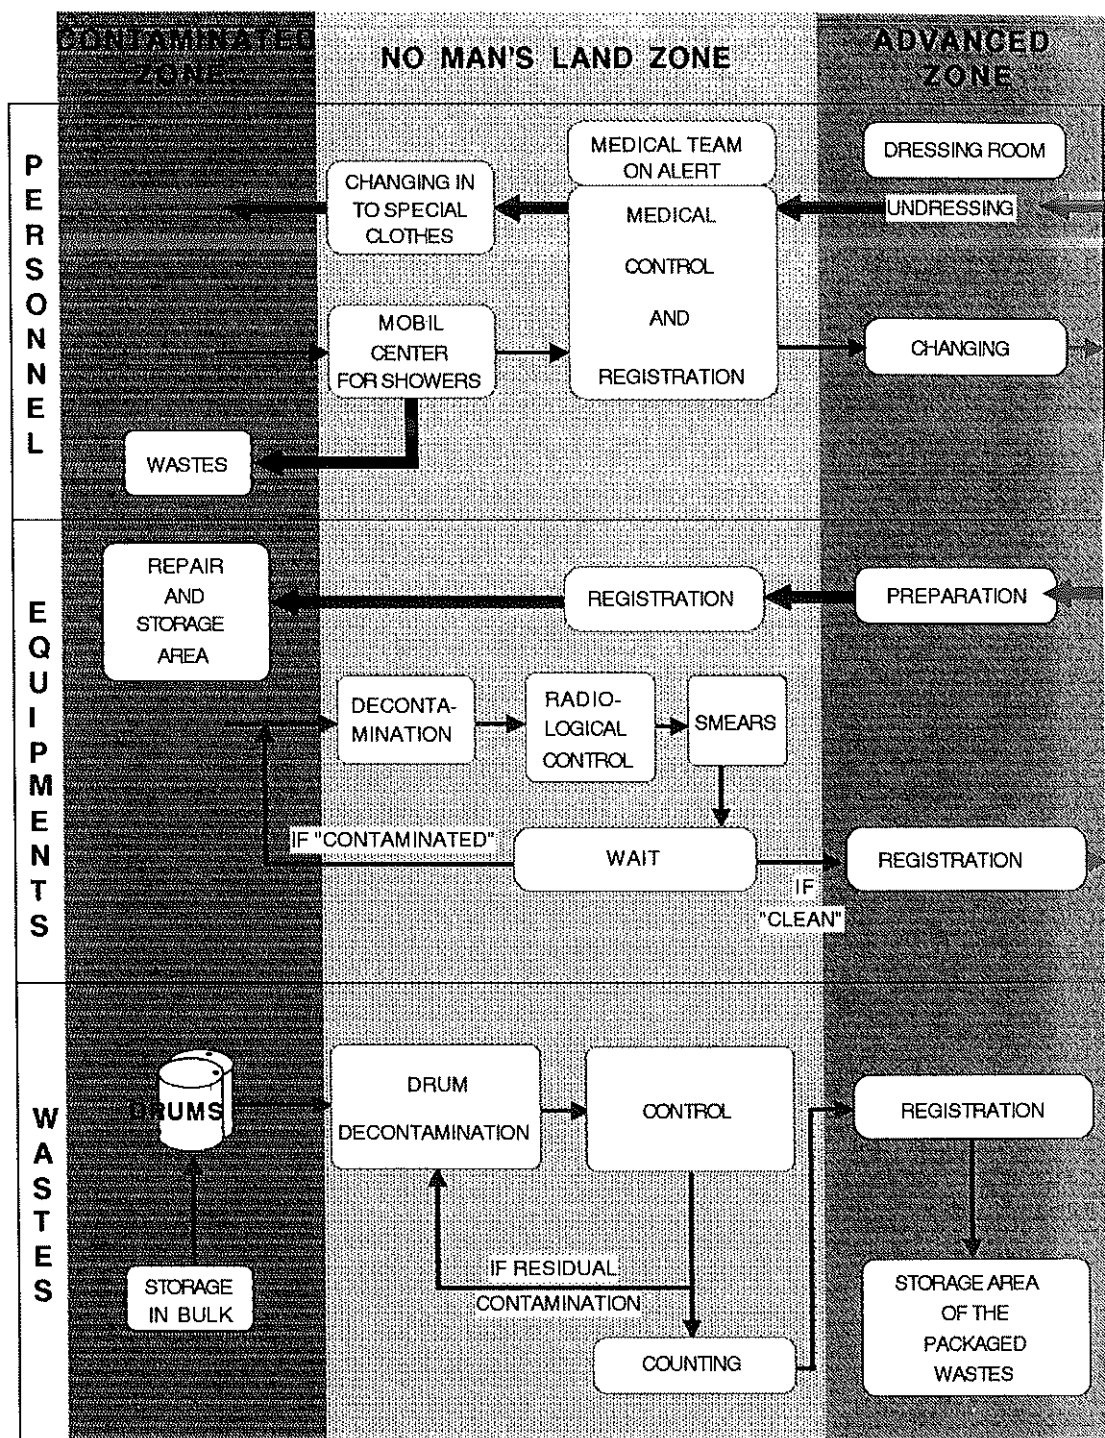 CONTAMINATED
ZONE
NO MAN'S LAND ZONE
ADVANCED
ZONE
PERSONNEL
MEDICAL TEAM
ON ALERT
DRESSING ROOM
CHANGING IN
TO SPECIAL
CLOTHES
MEDICAL
CONTROL
AND
REGISTRATION
UNDRESSING
MOBIL
CENTER
FOR SHOWERS
CHANGING
WASTES
EQUIPMENTS
REPAIR
AND
STORAGE
AREA
REGISTRATION
PREPARATION
DECONTA-
MINATION
RADIO-
LOGICAL
CONTROL
SMEARS
IF "CONTAMINATED"
WAIT
IF
"CLEAN"
REGISTRATION
WASTES
DRUMS
DRUM
DECONTAMINATION
CONTROL
REGISTRATION
STORAGE
IN BULK
IF RESIDUAL
CONTAMINATION
COUNTING
STORAGE AREA
OF THE
PACKAGED
WASTES